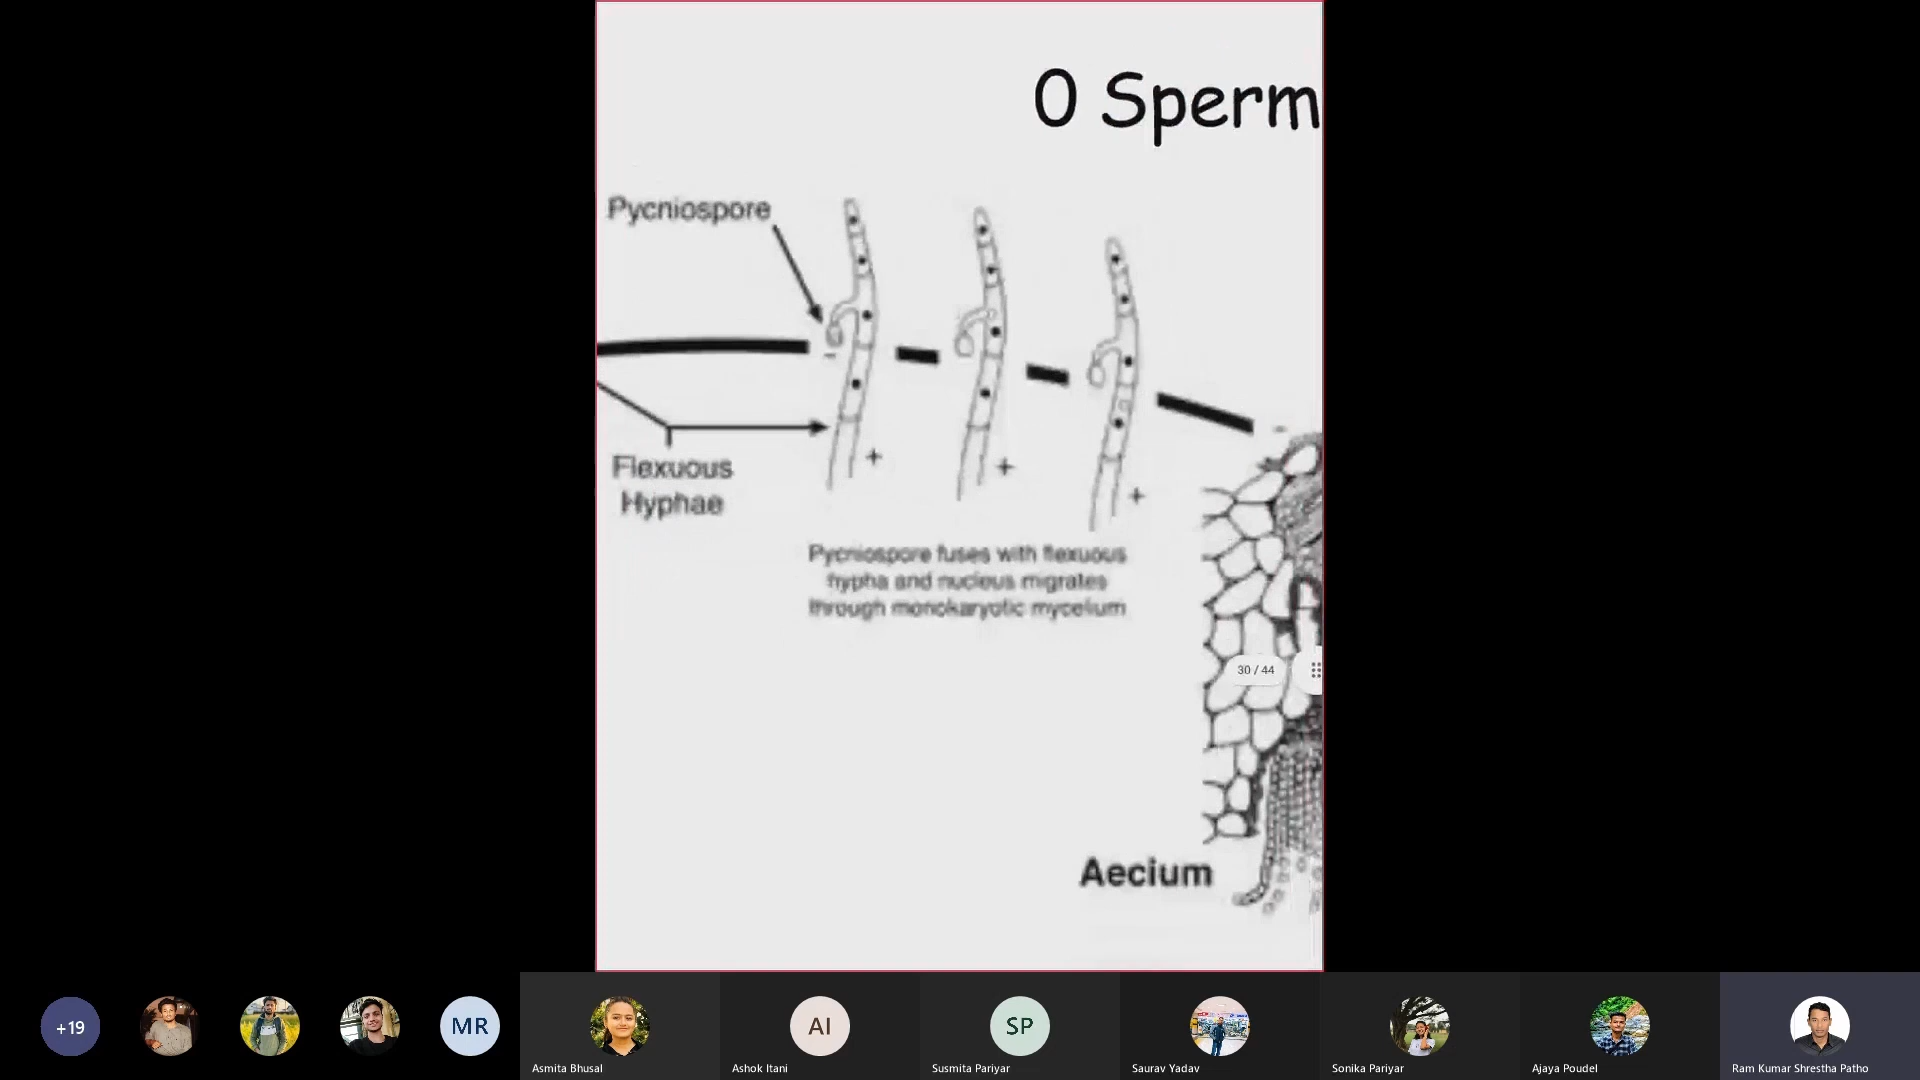 0 Sperm
Pycniospore
Flexuous
Hyphae
Pycniospore fuses with flexuous
hypha and nucleus migrates
through monokaryotic mycelium
30 / 44
Aecium
+19
MR
AI
SP
Asmita Bhusal
Ashok Itani
Susmita Pariyar
Saurav Yadav
Sonika Pariyar
Ajaya Poudel
Ram Kumar Shrestha Patho